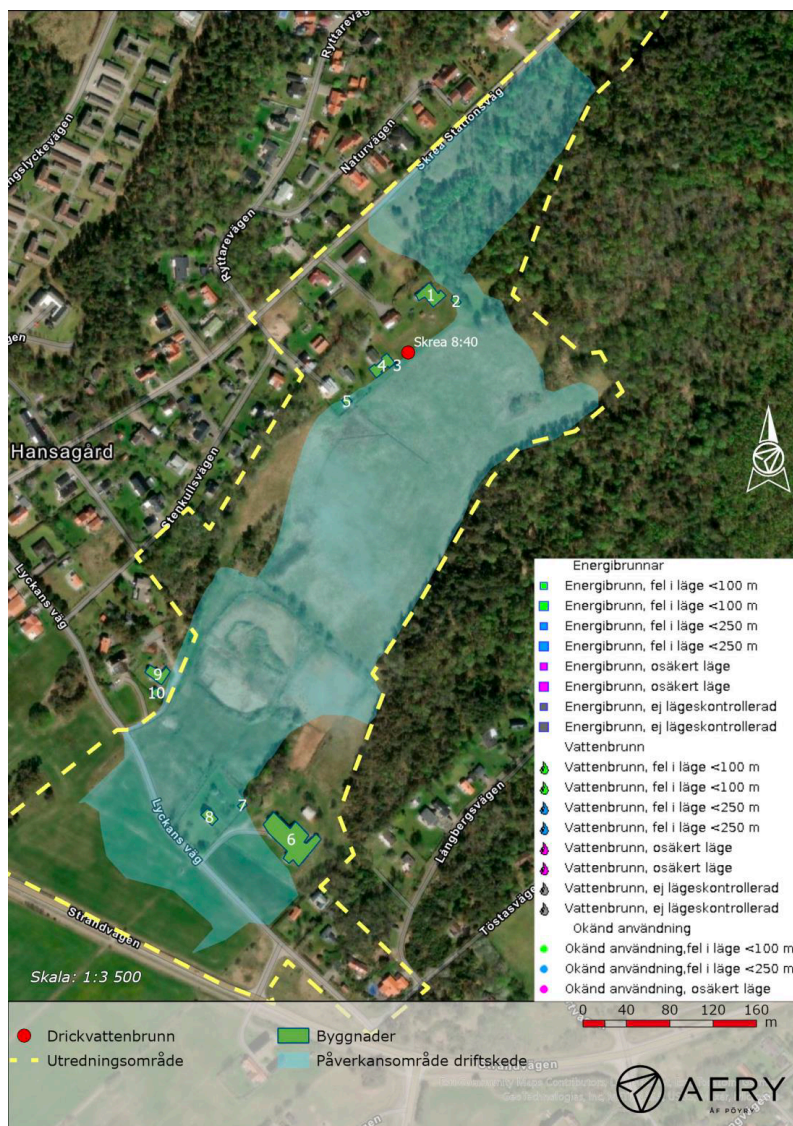 Ryttarevä
ngslyckevägen
Naturvägen
Skrea Stationsväg
Ryttarevägen
1
2
Skrea 8:40
4 3
5
gen
Hansagård
Stenkullsvägen
Lyckans väg
9
10
Energibrunnar
Energibrunn, fel i läge <100 m
Energibrunn, fel i läge <100 m
Energibrunn, fel i läge <250 m
Energibrunn, fel i läge <250 m
Energibrunn, osäkert läge
Energibrunn, osäkert läge
Energibrunn, ej lägeskontrollerad
Energibrunn, ej lägeskontrollerad
Vattenbrunn
Vattenbrunn, fel i läge <100 m
Vattenbrunn, fel i läge <100 m
Vattenbrunn, fel i läge <250 m
Vattenbrunn, fel i läge <250 m
Vattenbrunn, osäkert läge
Vattenbrunn, osäkert läge
Vattenbrunn, ej lägeskontrollerad
Vattenbrunn, ej lägeskontrollerad
Okänd användning
Okänd användning,fel i läge <100 m
Okänd användning,fel i läge <250 m
Okänd användning, osäkert läge
Långbergsvägen
7
8
6
Lyckans väg
Töstasväg
Strandvägen
Skala: 1:3 500
0 40 80 120 160
m
Drickvattenbrunn
Byggnader
Utredningsområde
Påverkansområde driftskede
Strandvägen
AFRY
ÅF PÖYRY